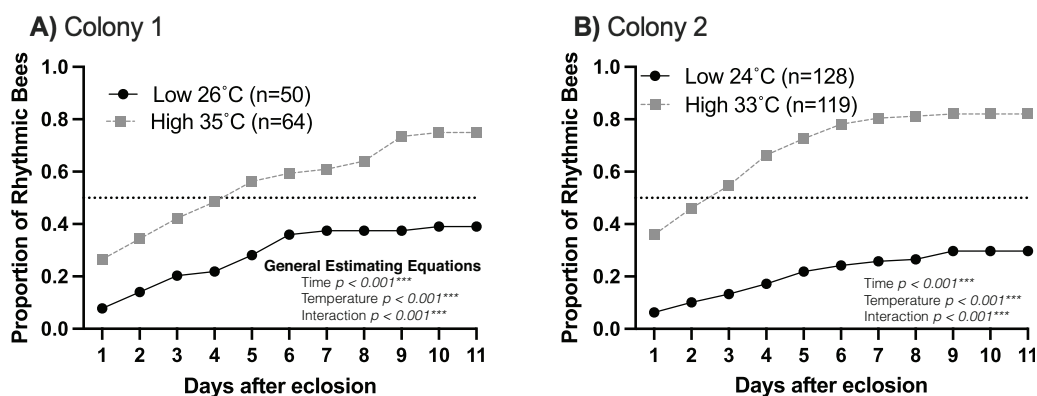 A) Colony 1
Proportion of Rhythmic Bees
1.0
0.8
0.6
0.4
0.2
0.0
Low 26˚C (n=50)
High 35˚C (n=64)
General Estimating Equations
Time p < 0.001***
Temperature p < 0.001***
Interaction p < 0.001***
1 2 3 4 5 6 7 8 9 10 11
Days after eclosion
B) Colony 2
Proportion of Rhythmic Bees
1.0
0.8
0.6
0.4
0.2
0.0
Low 24˚C (n=128)
High 33˚C (n=119)
Time p < 0.001***
Temperature p < 0.001***
Interaction p < 0.001***
1 2 3 4 5 6 7 8 9 10 11
Days after eclosion